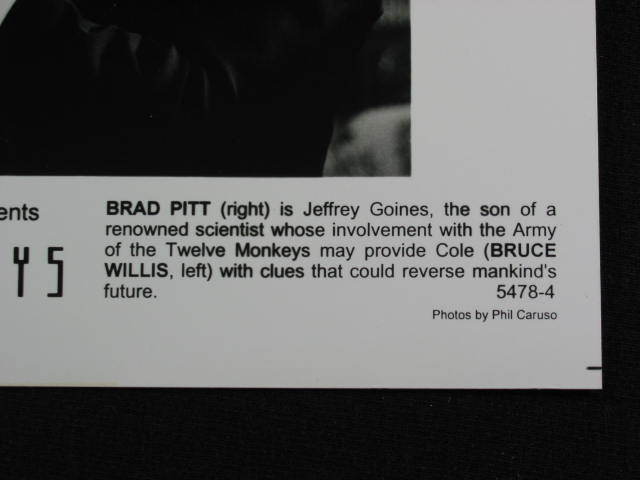 ents
YS
BRAD PITT (right) is Jeffrey Goines, the son of a
renowned scientist whose involvement with the Army
of the Twelve Monkeys may provide Cole (BRUCE
WILLIS, left) with clues that could reverse mankind's
future. 5478-4
Photos by Phil Caruso